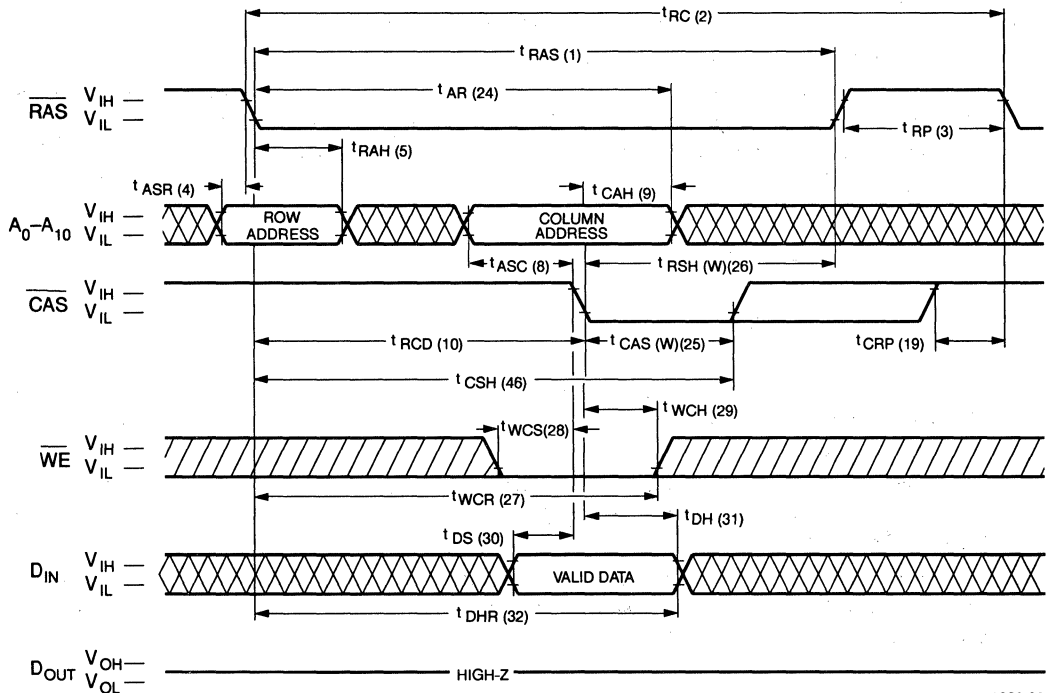 t RC (2)
t RAS (1)
t AR (24)
RAS V IH
V IL
t RP (3)
t RAH (5)
t ASR (4)
t CAH (9)
A0–A10 V IH
V IL
ROW ADDRESS
COLUMN ADDRESS
t ASC (8)
t RSH (W)(26)
CAS V IH
V IL
t RCD (10)
t CAS (W)(25)
t CRP (19)
t CSH (46)
t WCH (29)
t WCS(28)
WE V IH
V IL
t WCR (27)
t DH (31)
t DS (30)
D IN V IH
V IL
VALID DATA
t DHR (32)
D OUT V OH
V OL
HIGH-Z